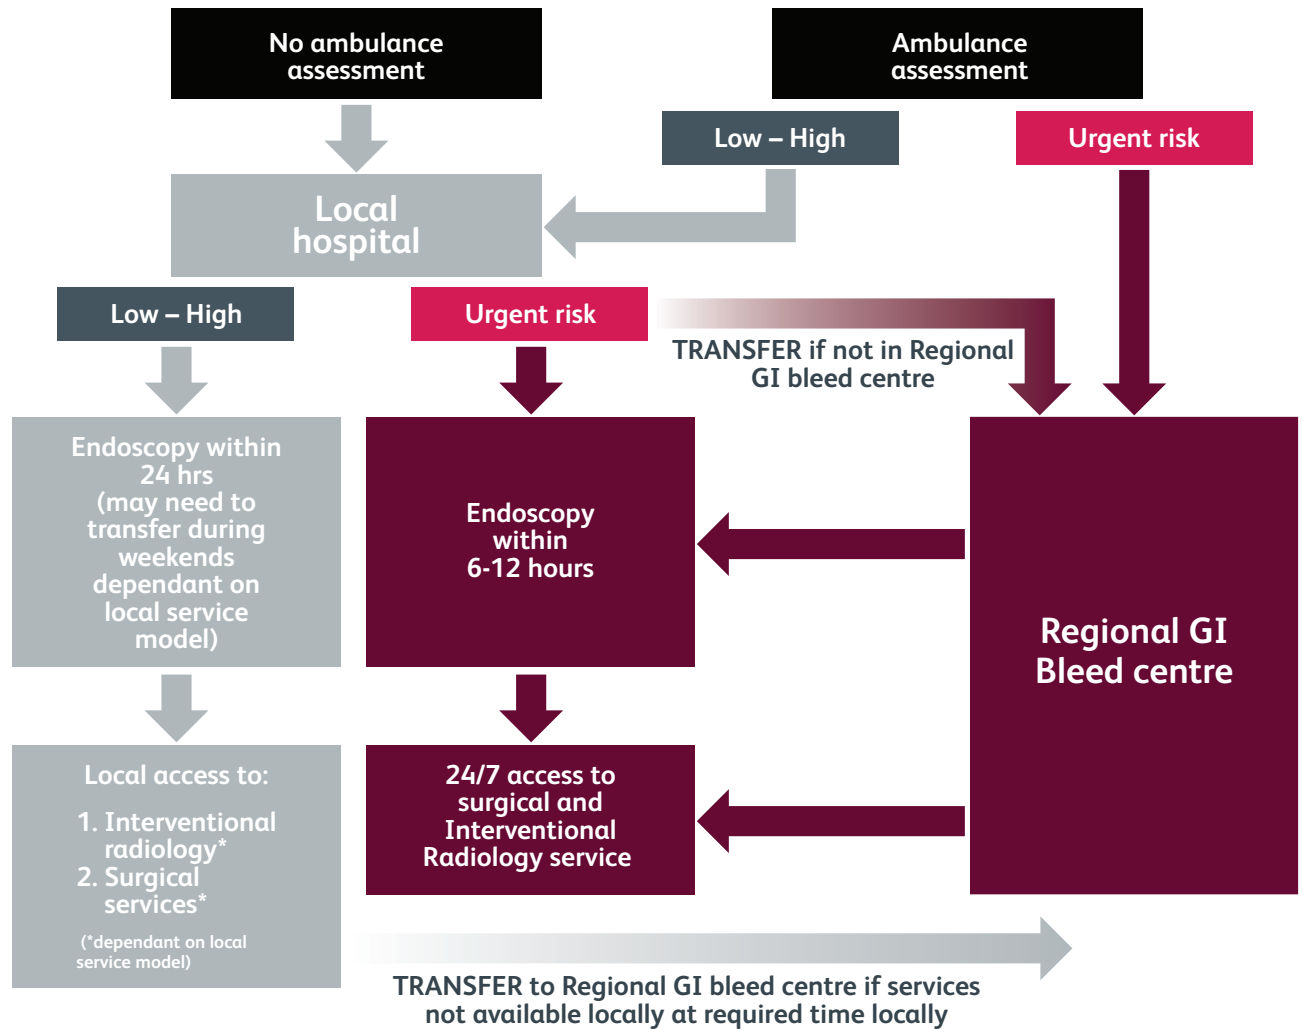 No ambulance
assessment
Ambulance
assessment
Low – High
Urgent risk
Local
hospital
Low – High
Urgent risk
TRANSFER if not in Regional
GI bleed centre
Endoscopy within
24 hrs
(may need to
transfer during
weekends
dependant on
local service
model)
Endoscopy
within
6-12 hours
Regional GI
Bleed centre
Local access to:
1. Interventional
radiology*
2. Surgical
services*
(*dependant on local
service model)
24/7 access to
surgical and
Interventional
Radiology service
TRANSFER to Regional GI bleed centre if services
not available locally at required time locally